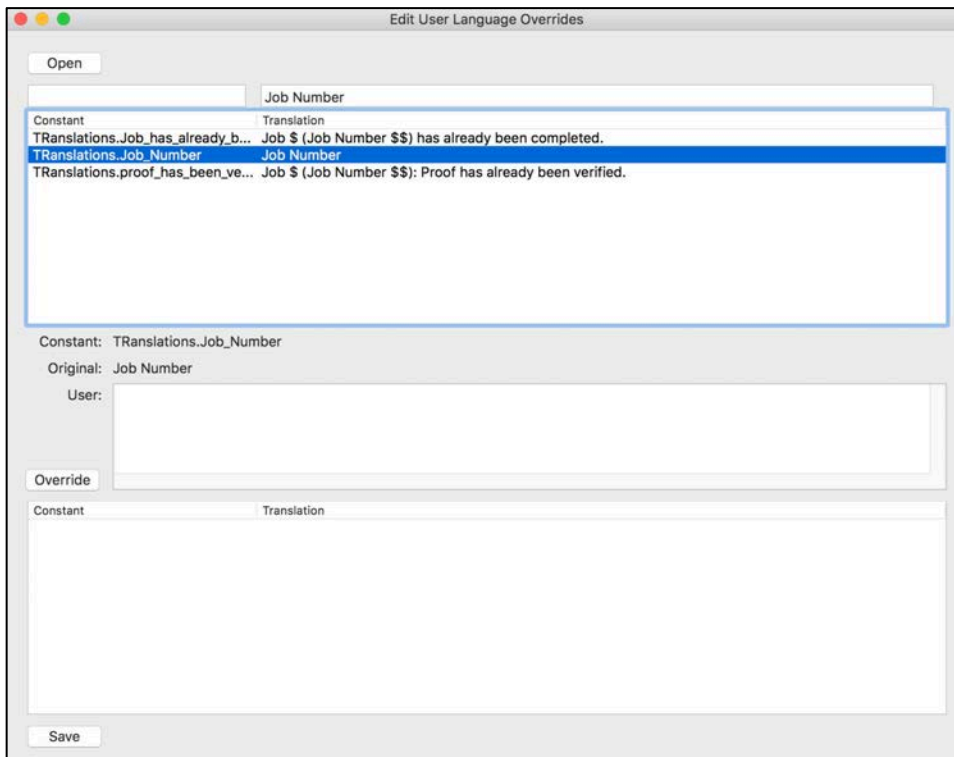 Edit User Language Overrides
Open
Job Number
Constant Translation
TRanslations.Job_has_already_b... Job $ (Job Number $$) has already been completed.
TRanslations.Job_Number Job Number
TRanslations.proof_has_been_ve... Job $ (Job Number $$): Proof has already been verified.
Constant: TRanslations.Job_Number
Original: Job Number
User:
Override
Constant Translation
Save